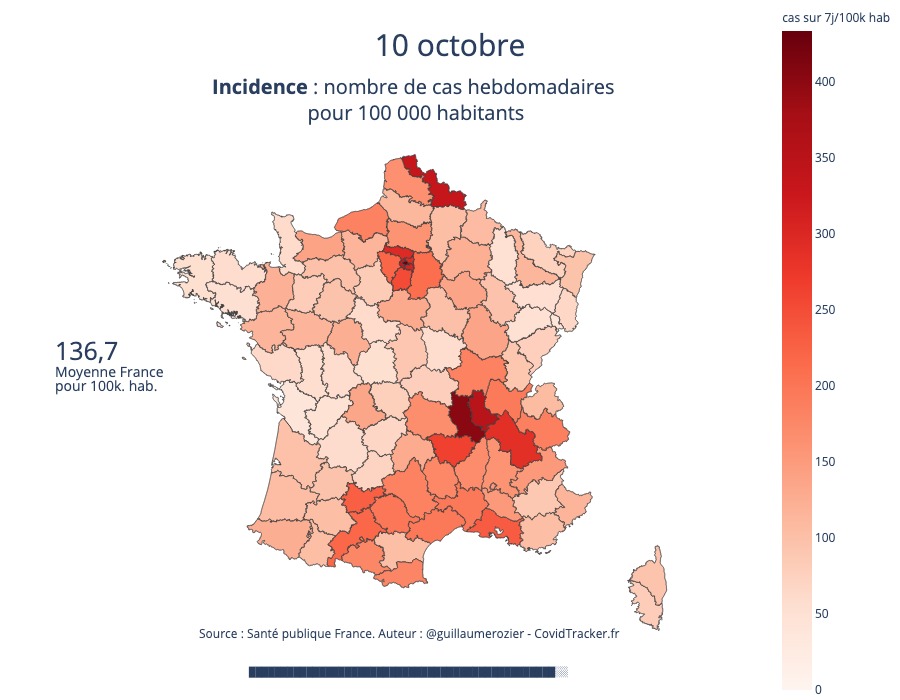 cas sur 7j/100k hab
10 octobre
Incidence : nombre de cas hebdomadaires
pour 100 000 habitants
400
350
300
250
200
150
100
50
0
136,7
Moyenne France
pour 100k. hab.
Source : Santé publique France. Auteur : @guillaumerozier - CovidTracker.fr